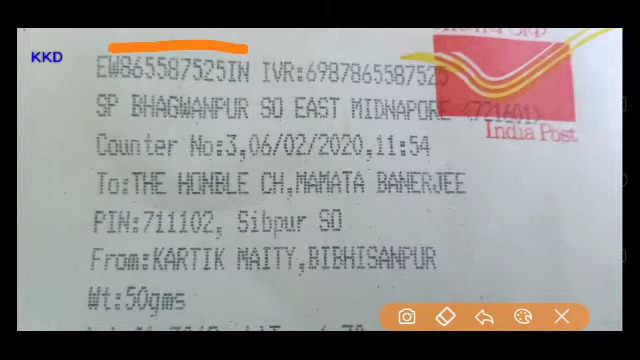 KKD
EW865587525IN IVR:6987865587525
SP BHAGWANPUR SO EAST MIDNAPORE <721601>
India Post
Counter No:3,06/02/2020,11:54
To:THE HONBLE CH,MAMATA BANERJEE
PIN:711102, Sibpur SO
From:KARTIK MAITY,BIBHISANPUR
Wt:50gms